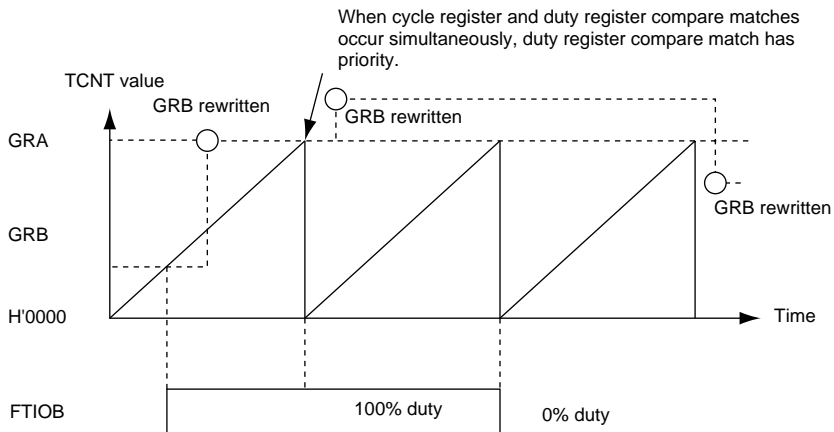 When cycle register and duty register compare matches
occur simultaneously, duty register compare match has
priority.
TCNT value
GRB rewritten
GRB rewritten
GRA
GRB rewritten
GRB
H'0000
Time
FTIOB
100% duty
0% duty